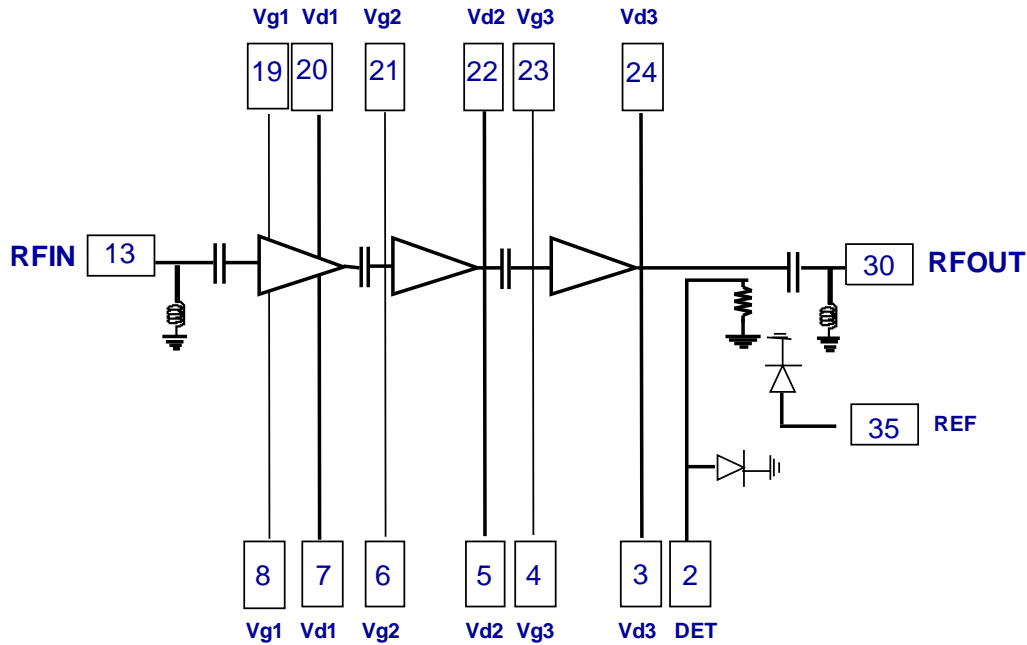 Vg1 Vd1 Vg2 Vd2 Vg3 Vd3
19 20 21 22 23 24
RFIN 13 30 RFOUT
35 REF
8 7 6 5 4 3 2
Vg1 Vd1 Vg2 Vd2 Vg3 Vd3 DET